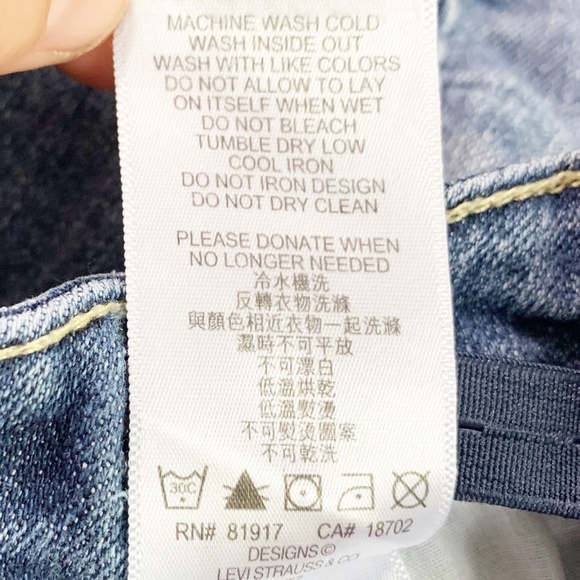 MACHINE WASH COLD
WASH INSIDE OUT
WASH WITH LIKE COLORS
DO NOT ALLOW TO LAY
ON ITSELF WHEN WET
DO NOT BLEACH
TUMBLE DRY LOW
COOL IRON
DO NOT IRON DESIGN
DO NOT DRY CLEAN
PLEASE DONATE WHEN
NO LONGER NEEDED
冷水機洗
反轉衣物洗滌
與顏色相近衣物一起洗滌
濕時不可平放
不可漂白
低溫烘乾
低溫熨燙
不可熨燙圖案
不可乾洗
30C
RN# 81917 CA# 18702
DESIGNS©
LEVI STRAUSS & CO